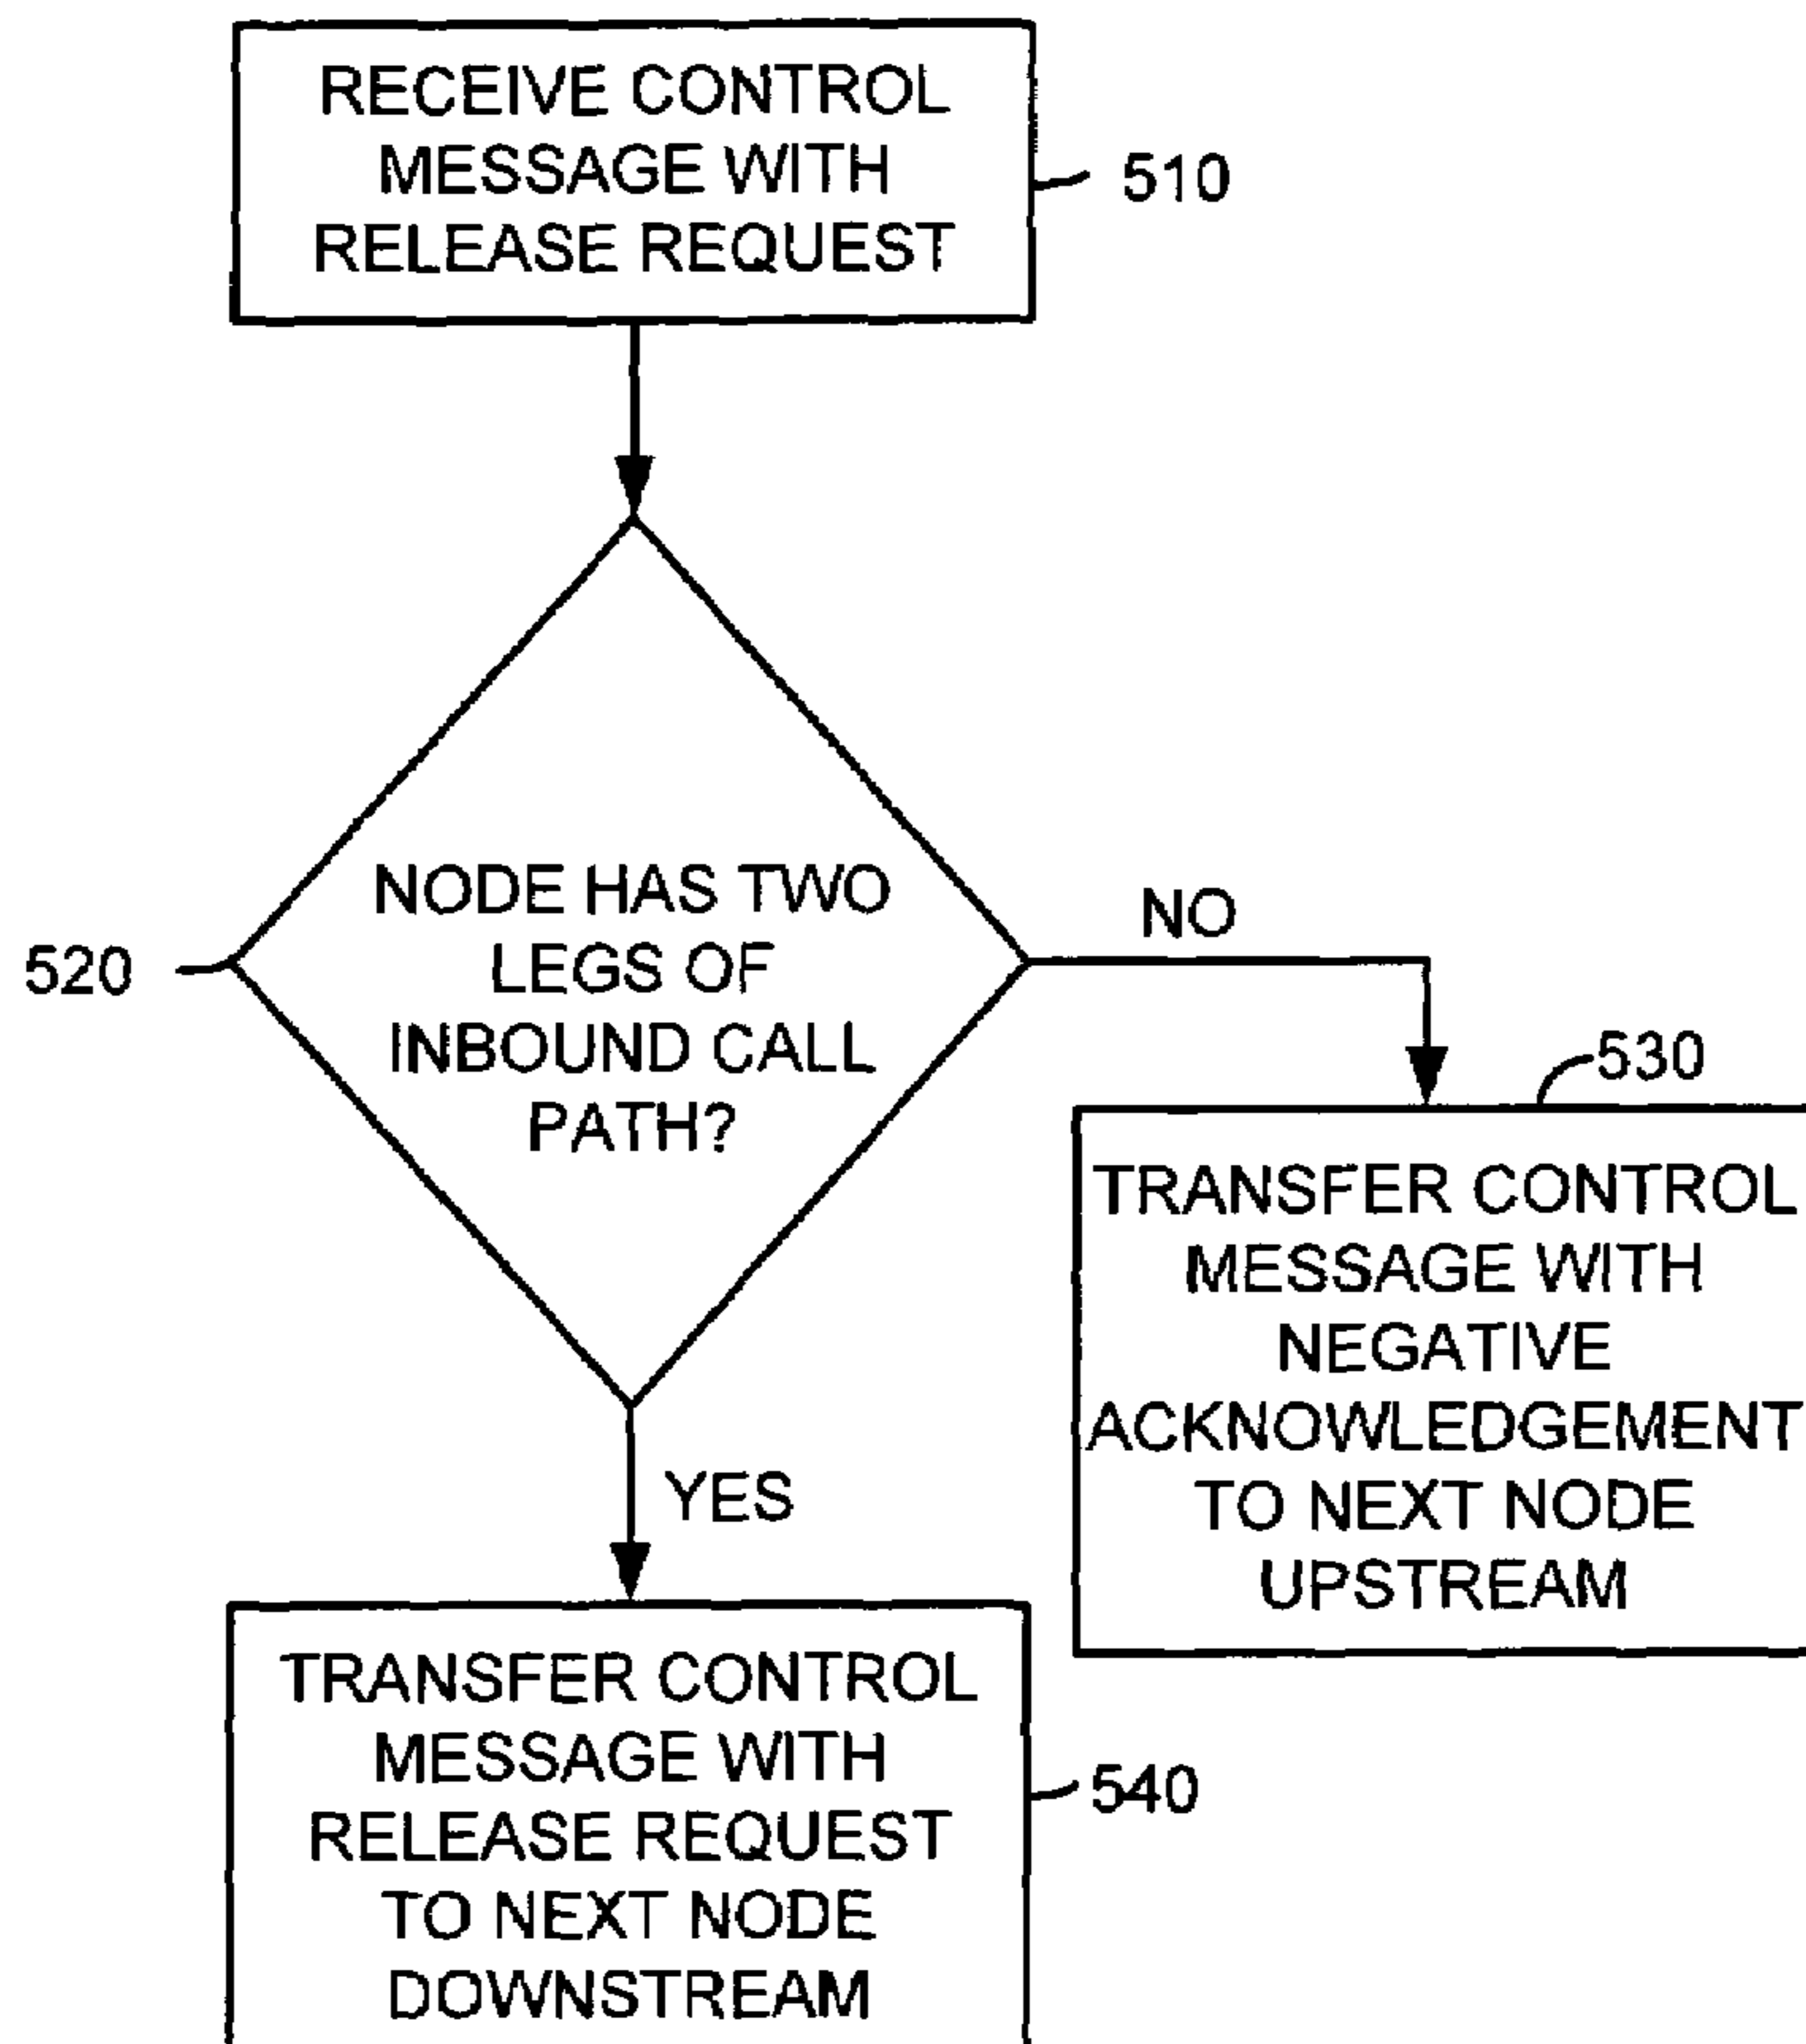 RECEIVE CONTROL
MESSAGE WITH
RELEASE REQUEST
510
NODE HAS TWO
LEGS OF
INBOUND CALL
PATH?
520
NO
530
TRANSFER CONTROL
MESSAGE WITH
NEGATIVE
ACKNOWLEDGEMENT
TO NEXT NODE
UPSTREAM
YES
TRANSFER CONTROL
MESSAGE WITH
RELEASE REQUEST
TO NEXT NODE
DOWNSTREAM
540